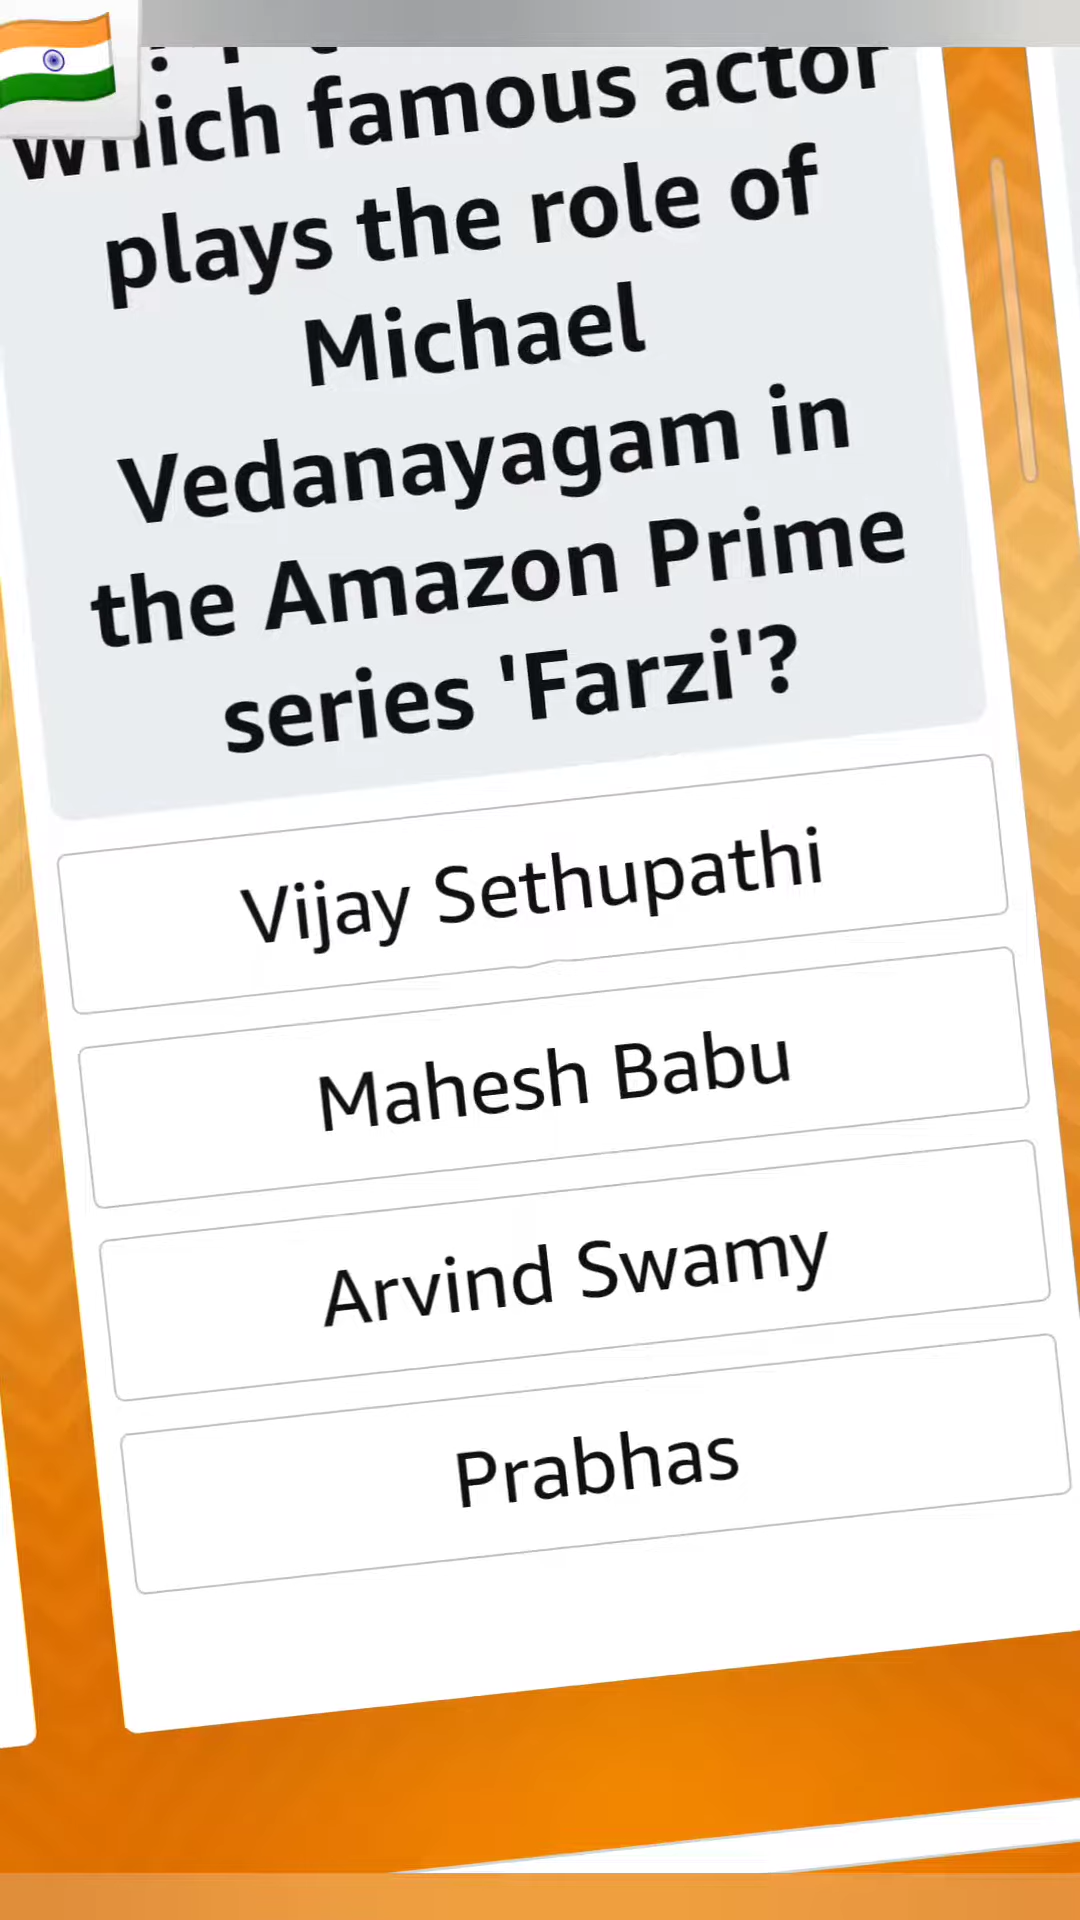 which famous actor
plays the role of
Michael
Vedanayagam in
the Amazon Prime
series 'Farzi'?
Vijay Sethupathi
Mahesh Babu
Arvind Swamy
Prabhas